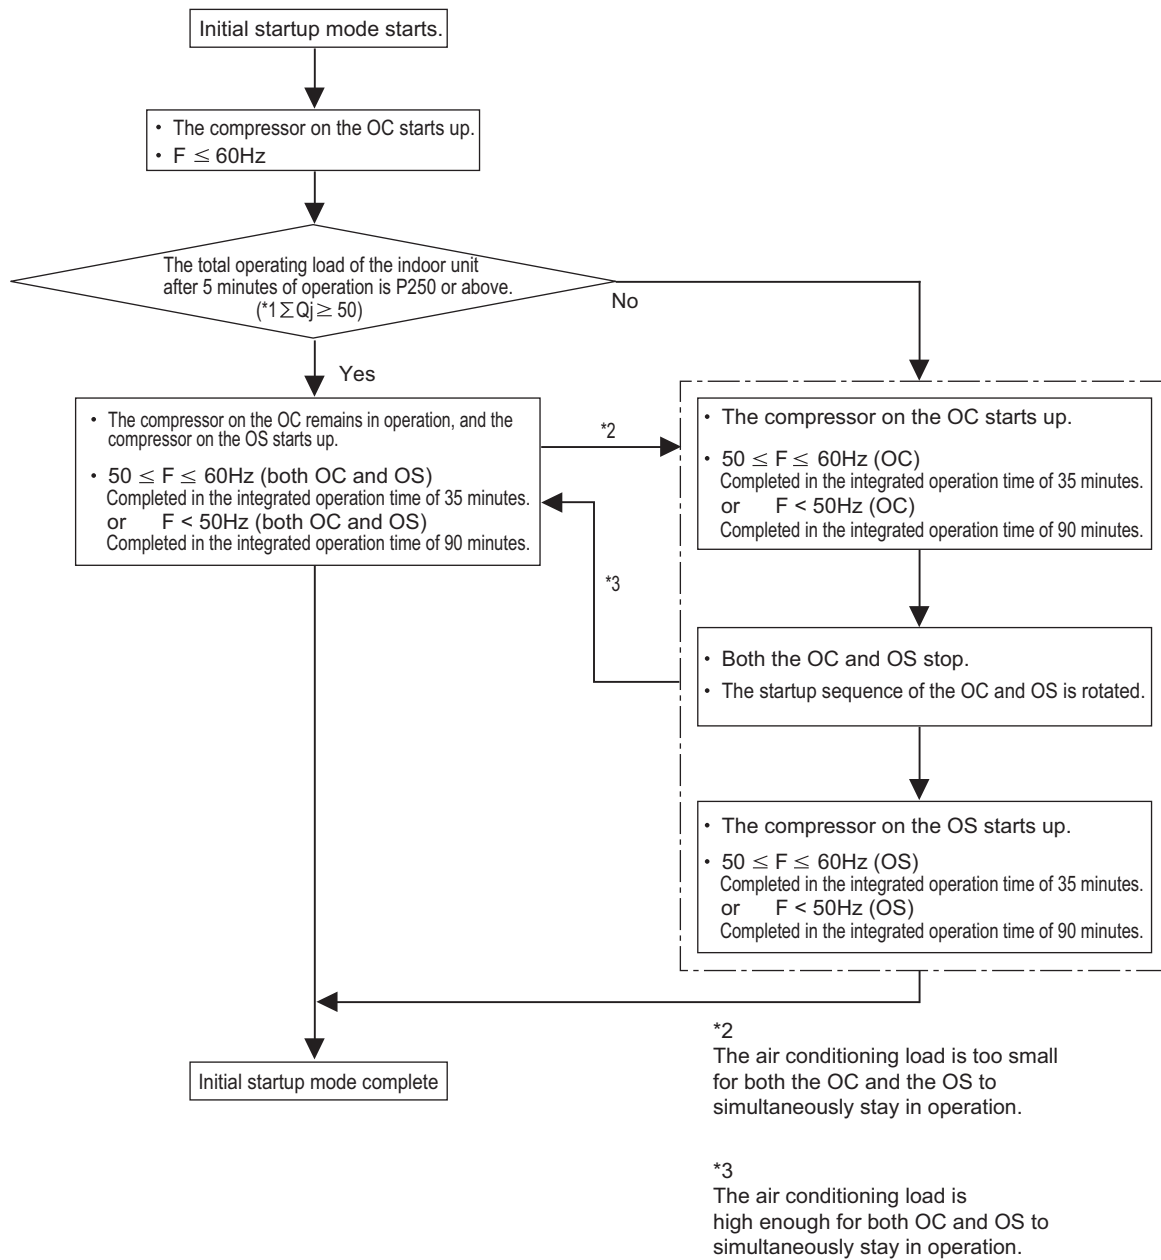 Initial startup mode starts.
• The compressor on the OC starts up.
• F ≤ 60Hz
The total operating load of the indoor unit
after 5 minutes of operation is P250 or above.
(*1ΣQj ≥ 50)
No
Yes
• The compressor on the OC remains in operation, and the
compressor on the OS starts up.
• 50 ≤ F ≤ 60Hz (both OC and OS)
Completed in the integrated operation time of 35 minutes.
or F < 50Hz (both OC and OS)
Completed in the integrated operation time of 90 minutes.
*2
*3
• The compressor on the OC starts up.
• 50 ≤ F ≤ 60Hz (OC)
Completed in the integrated operation time of 35 minutes.
or F < 50Hz (OC)
Completed in the integrated operation time of 90 minutes.
• Both the OC and OS stop.
• The startup sequence of the OC and OS is rotated.
• The compressor on the OS starts up.
• 50 ≤ F ≤ 60Hz (OS)
Completed in the integrated operation time of 35 minutes.
or F < 50Hz (OS)
Completed in the integrated operation time of 90 minutes.
Initial startup mode complete
*2
The air conditioning load is too small
for both the OC and the OS to
simultaneously stay in operation.
*3
The air conditioning load is
high enough for both OC and OS to
simultaneously stay in operation.